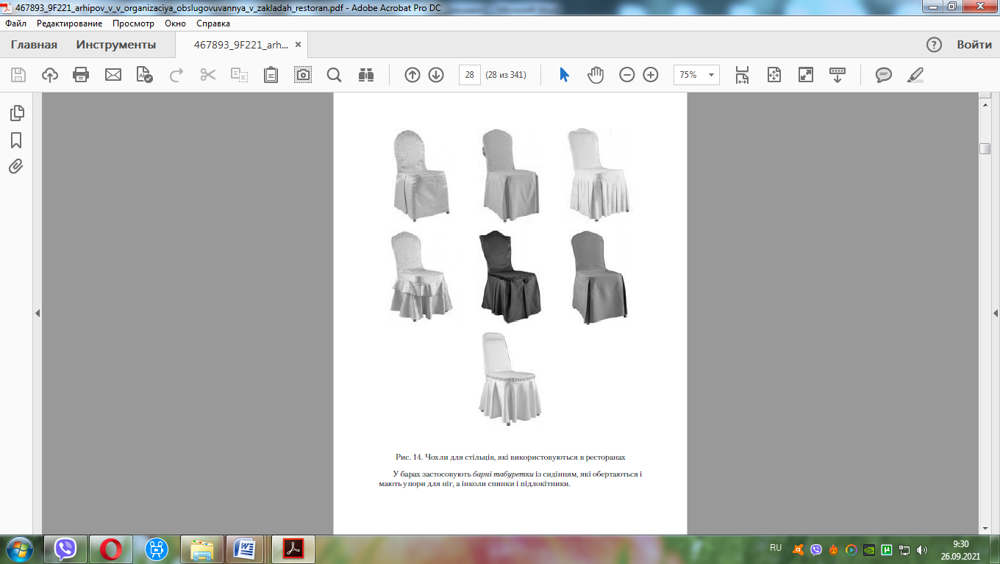 467893_9F221_arhipov_v_v_organizaciya_obslugovuvannya_v_zakladah_restoran.pdf - Adobe Acrobat Pro DC
Файл Редактирование Просмотр Окно Справка
Главная Инструменты 467893_9F221_arh... × Войти
28 (28 из 341) 75%
Рис. 14. Чохли для стільців, які використовуються в ресторанах
У барах застосовують барні табуретки із сидінням, які обертаються і
мають упори для ніг, а інколи спинки і підлокітники.
RU 9:30
26.09.2021